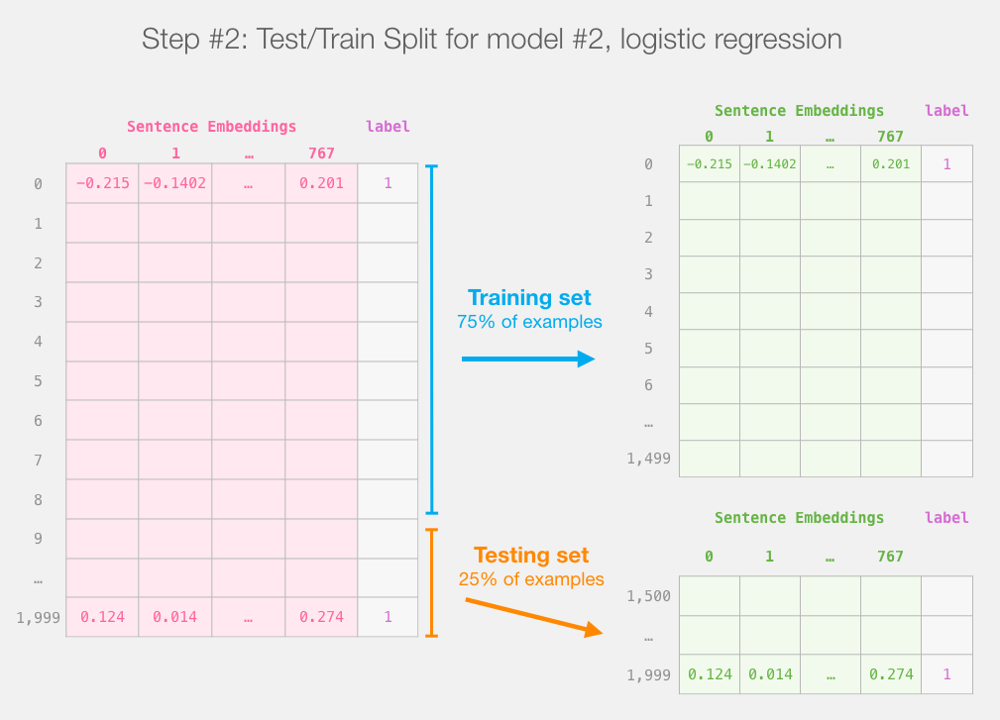 Step #2: Test/Train Split for model #2, logistic regression
Sentence Embeddings label
0 1 … 767
0 −0.215 −0.1402 … 0.201 1
1
2
3
4
5
6
7
8
9
…
1,999 0.124 0.014 … 0.274 1
Training set
75% of examples
Testing set
25% of examples
Sentence Embeddings label
0 1 … 767
0 −0.215 −0.1402 … 0.201 1
1
2
3
4
5
6
…
1,499
Sentence Embeddings label
0 1 … 767
1,500
…
1,999 0.124 0.014 … 0.274 1